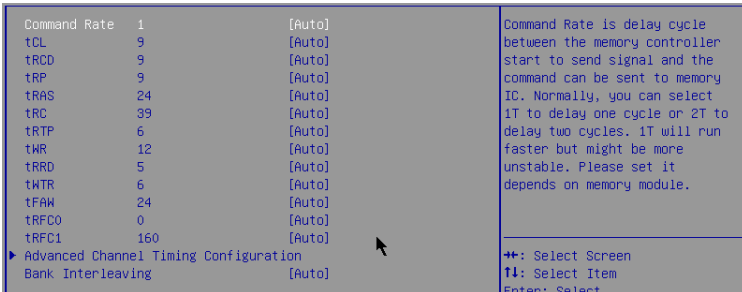 Command Rate 1 [Auto]
tCL 9 [Auto]
tRCD 9 [Auto]
tRP 9 [Auto]
tRAS 24 [Auto]
tRC 39 [Auto]
tRTP 6 [Auto]
tWR 12 [Auto]
tRRD 5 [Auto]
tWTR 6 [Auto]
tFAW 24 [Auto]
tRFC0 0 [Auto]
tRFC1 160 [Auto]
Advanced Channel Timing Configuration
Bank Interleaving [Auto]
Command Rate is delay cycle
between the memory controller
start to send signal and the
command can be sent to memory
IC. Normally, you can select
1T to delay one cycle or 2T to
delay two cycles. 1T will run
faster but might be more
unstable. Please set it
depends on memory module.
→←: Select Screen
↑↓: Select Item
Enter: Select